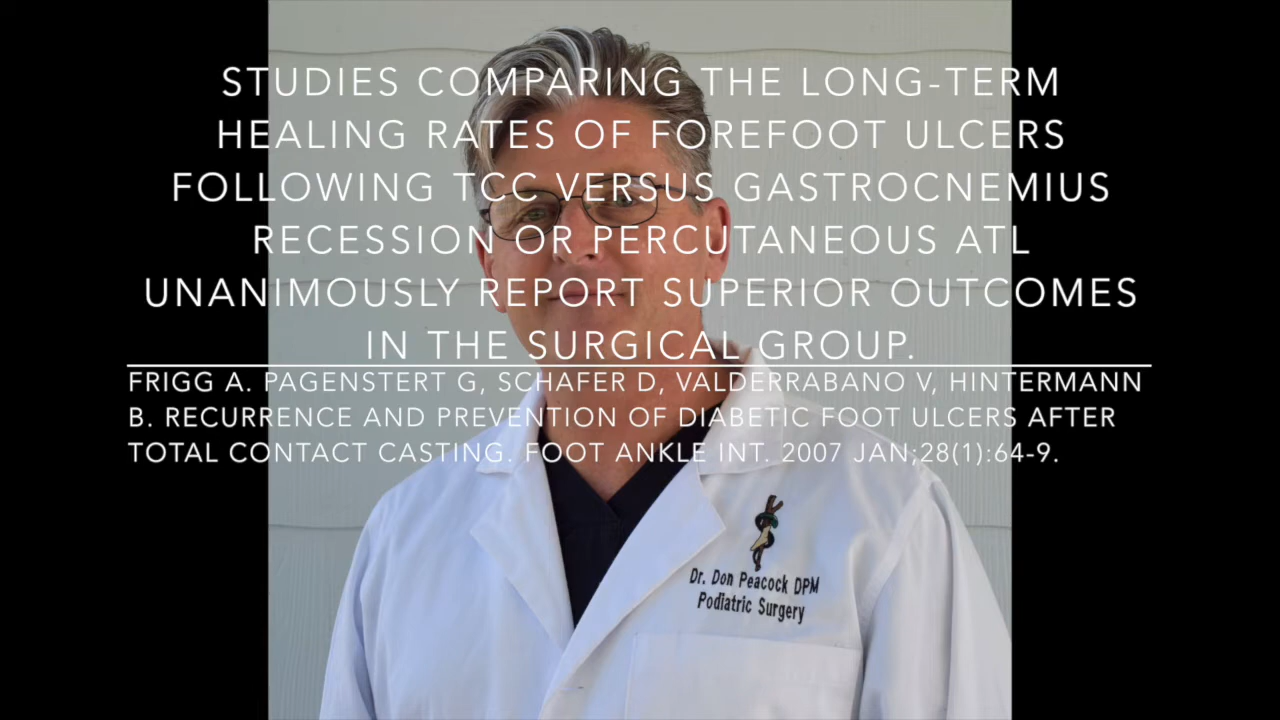 STUDIES COMPARING THE LONG-TERM
HEALING RATES OF FOREFOOT ULCERS
FOLLOWING TCC VERSUS GASTROCNEMIUS
RECESSION OR PERCUTANEOUS ATL
UNANIMOUSLY REPORT SUPERIOR OUTCOMES
IN THE SURGICAL GROUP.
FRIGG A. PAGENSTERT G, SCHAFER D, VALDERRABANO V, HINTERMANN
B. RECURRENCE AND PREVENTION OF DIABETIC FOOT ULCERS AFTER
TOTAL CONTACT CASTING. FOOT ANKLE INT. 2007 JAN;28(1):64-9.
Dr. Don Peacock DPM
Podiatric Surgery